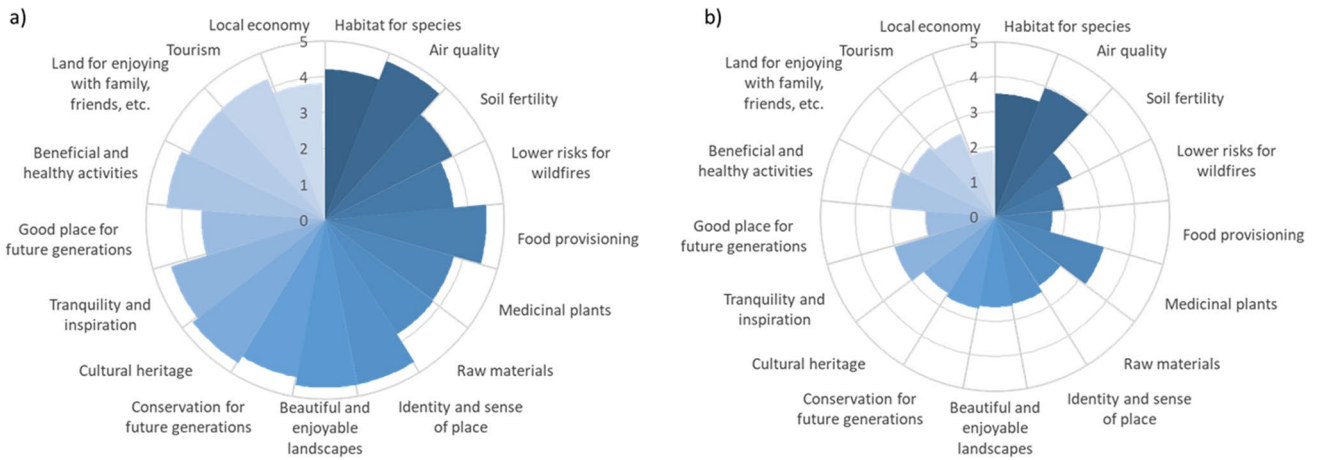 a)
Local economy
Habitat for species
Tourism
Air quality
Land for enjoying
with family,
friends, etc.
Soil fertility
Beneficial and
healthy activities
Lower risks for
wildfires
Good place for
future generations
Food provisioning
Tranquility and
inspiration
Medicinal plants
Cultural heritage
Raw materials
Conservation for
future generations
Beautiful and
enjoyable
landscapes
Identity and sense
of place
5
4
3
2
1
0
b)
Local economy
Habitat for species
Tourism
Air quality
Land for enjoying
with family,
friends, etc.
Soil fertility
Beneficial and
healthy activities
Lower risks for
wildfires
Good place for
future generations
Food provisioning
Tranquility and
inspiration
Medicinal plants
Cultural heritage
Raw materials
Conservation for
future generations
Beautiful and
enjoyable
landscapes
Identity and sense
of place
5
4
3
2
1
0